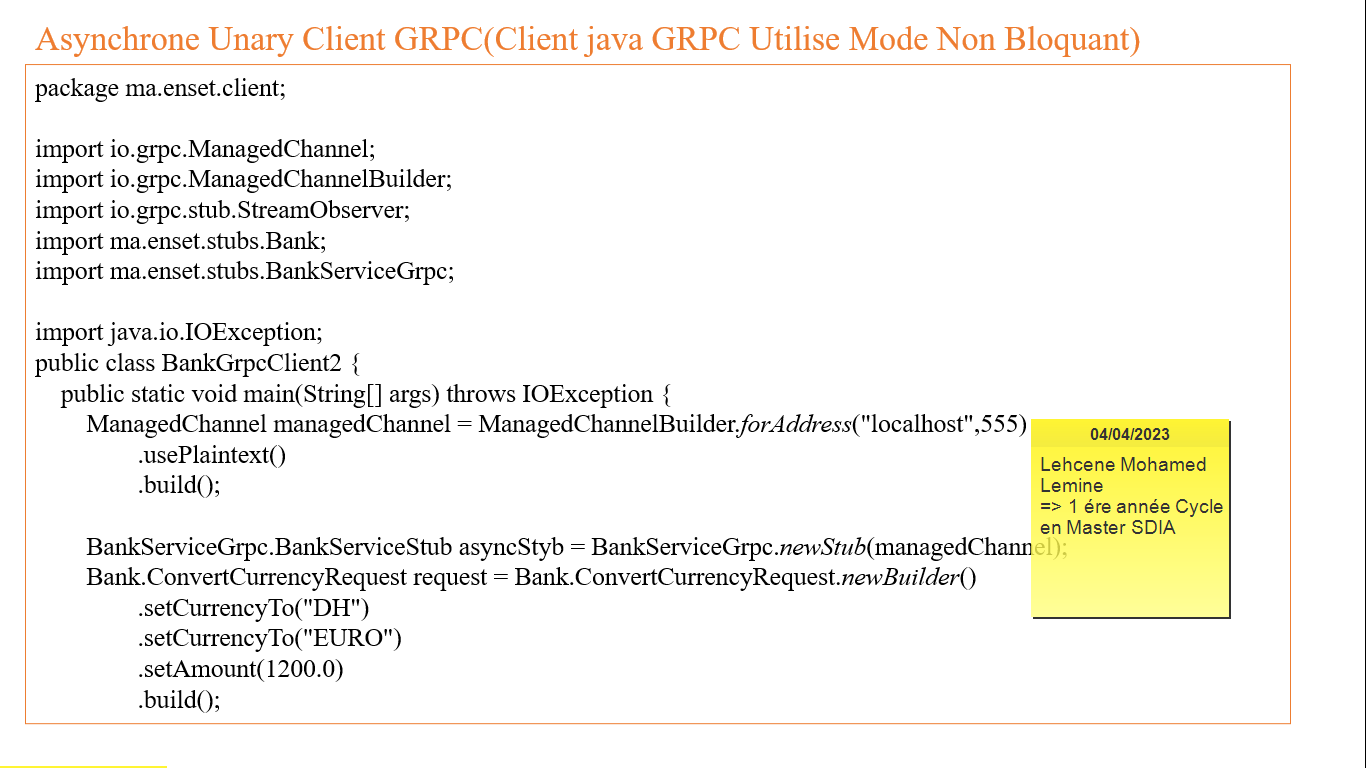 Asynchrone Unary Client GRPC(Client java GRPC Utilise Mode Non Bloquant)
package ma.enset.client;
import io.grpc.ManagedChannel;
import io.grpc.ManagedChannelBuilder;
import io.grpc.stub.StreamObserver;
import ma.enset.stubs.Bank;
import ma.enset.stubs.BankServiceGrpc;
import java.io.IOException;
public class BankGrpcClient2 {
public static void main(String[] args) throws IOException {
ManagedChannel managedChannel = ManagedChannelBuilder.forAddress("localhost",555)
.usePlaintext()
.build();
BankServiceGrpc.BankServiceStub asyncStyb = BankServiceGrpc.newStub(managedChannel);
Bank.ConvertCurrencyRequest request = Bank.ConvertCurrencyRequest.newBuilder()
.setCurrencyTo("DH")
.setCurrencyTo("EURO")
.setAmount(1200.0)
.build();
04/04/2023
Lehcene Mohamed
Lemine
=> 1 ére année Cycle
en Master SDIA